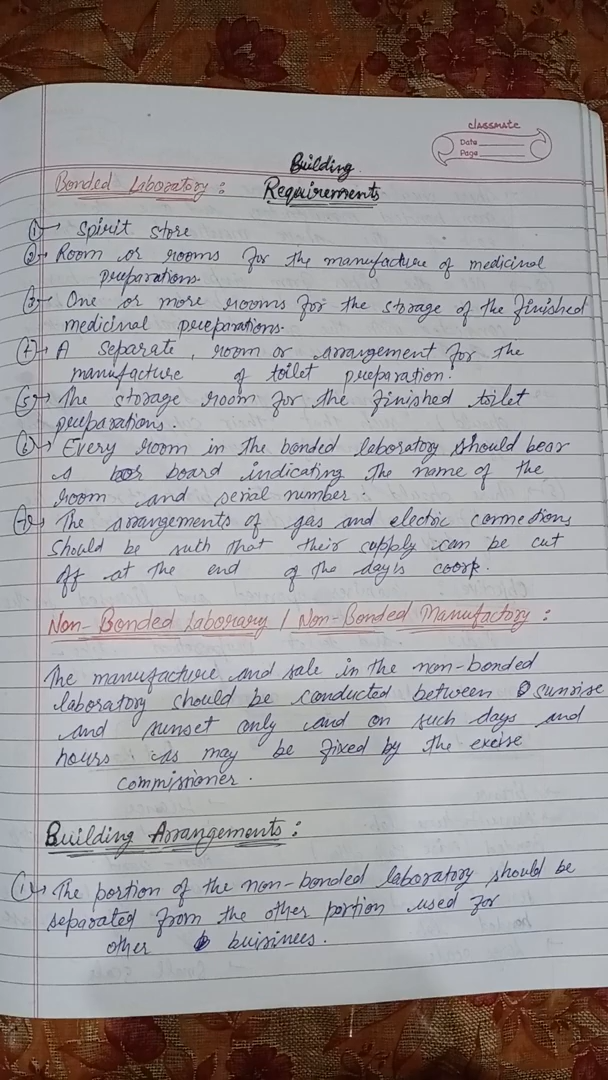 classmate
Date
Page
Building
Bonded Laboratory : Requirements
① → Spirit store
② → Room or rooms for the manufacture of medicinal
preparations.
③ → One or more rooms for the storage of the finished
medicinal preparations.
④ → A separate, room or arrangement for the
manufacture of toilet preparation.
⑤ → The storage room for the finished toilet
preparations.
⑥ → Every room in the bonded laboratory should bear
a board indicating the name of the
room and serial number.
⑦ → The arrangements of gas and electric connections
should be such that their supply can be cut
off at the end of the day's
Non-Bonded Laborary / Non-Bonded Manufactory :
The manufacture and sale in the non-bonded
laboratory should be conducted between sunrise
and sunset only and on such days and
hours as may be fixed by the excise
commissioner.
Building Arrangements :
① → The portion of the non-bonded laboratory should be
separated from the other portion used for
other buisinees.